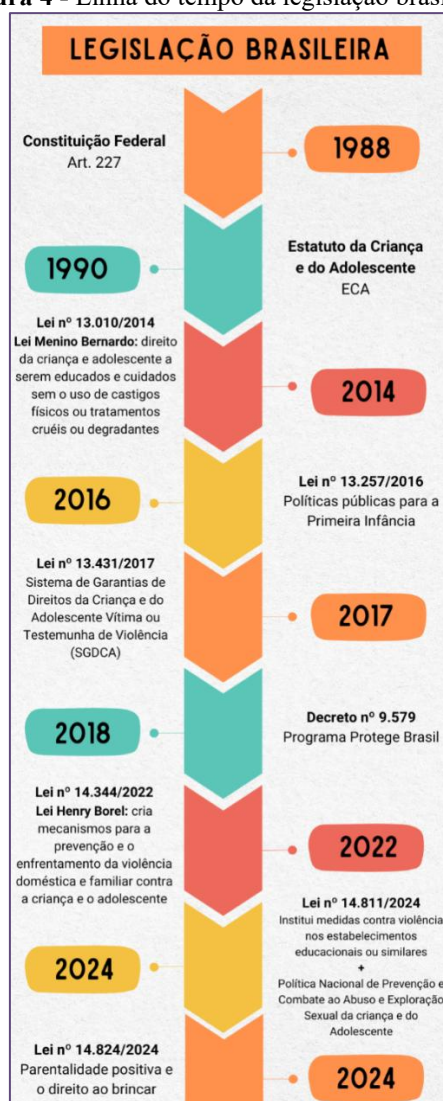 - Linha do tempo da legislação
LEGISLAÇÃO BRASILEIRA
Constituição Federal
Art. 227
1988
1990
Estatuto da Criança
e do Adolescente
ECA
Lei nº 13.010/2014
Lei Menino Bernardo: direito
da criança e adolescente a
serem educados e cuidados
sem o uso de castigos
físicos ou tratamentos
cruéis ou degradantes
2014
2016
Lei nº 13.257/2016
Políticas públicas para a
Primeira Infância
Lei nº 13.431/2017
Sistema de Garantias de
Direitos da Criança e do
Adolescente Vítima ou
Testemunha de Violência
(SGDCA)
2017
2018
Decreto nº 9.579
Programa Protege Brasil
Lei nº 14.344/2022
Lei Henry Borel: cria
mecanismos para a
prevenção e o
enfrentamento da violência
doméstica e familiar contra
a criança e o adolescente
2022
2024
Lei nº 14.811/2024
Institui medidas contra violência
nos estabelecimentos
educacionais ou similares
+
Política Nacional de Prevenção e
Combate ao Abuso e Exploração
Sexual da criança e do
Adolescente
Lei nº 14.824/2024
Parentalidade positiva e
o direito ao brincar
2024